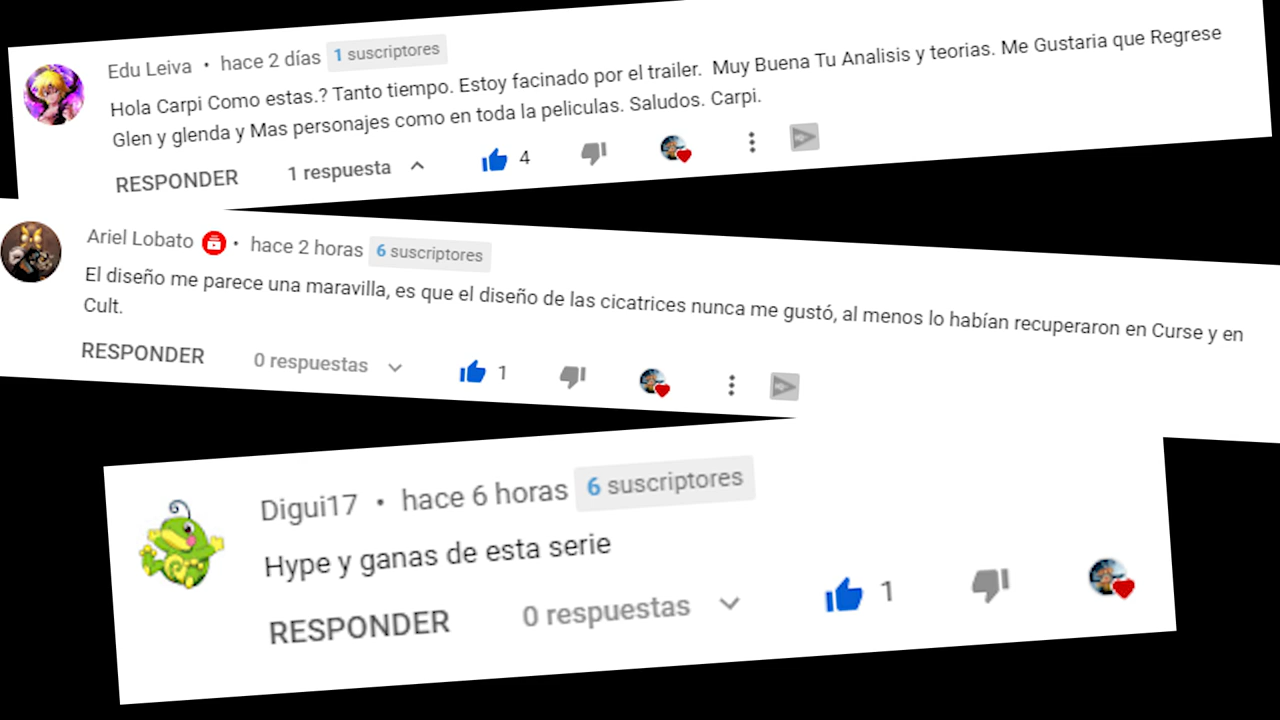 Edu Leiva • hace 2 días 1 suscriptores
Hola Carpi Como estas.? Tanto tiempo. Estoy facinado por el trailer. Muy Buena Tu Analisis y teorias. Me Gustaria que Regrese
Glen y glenda y Mas personajes como en toda la peliculas. Saludos. Carpi.
RESPONDER 1 respuesta 4
Ariel Lobato • hace 2 horas 6 suscriptores
El diseño me parece una maravilla, es que el diseño de las cicatrices nunca me gustó, al menos lo habían recuperaron en Curse y en
Cult.
RESPONDER 0 respuestas 1
Digui17 • hace 6 horas 6 suscriptores
Hype y ganas de esta serie
RESPONDER 0 respuestas 1